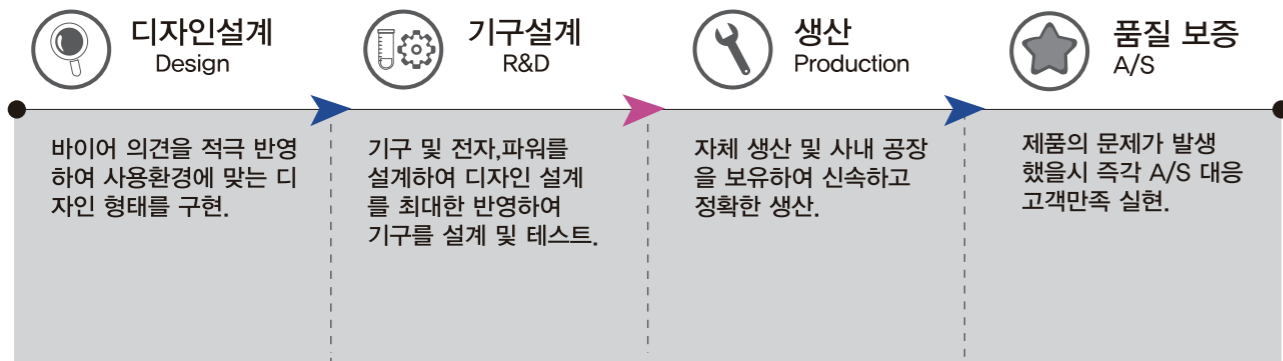 디자인설계
Design
바이어 의견을 적극 반영
하여 사용환경에 맞는 디
자인 형태를 구현.
기구설계
R&D
기구 및 전자,파워를
설계하여 디자인 설계
를 최대한 반영하여
기구를 설계 및 테스트.
생산
Production
자체 생산 및 사내 공장
을 보유하여 신속하고
정확한 생산.
품질 보증
A/S
제품의 문제가 발생
했을시 즉각 A/S 대응
고객만족 실현.